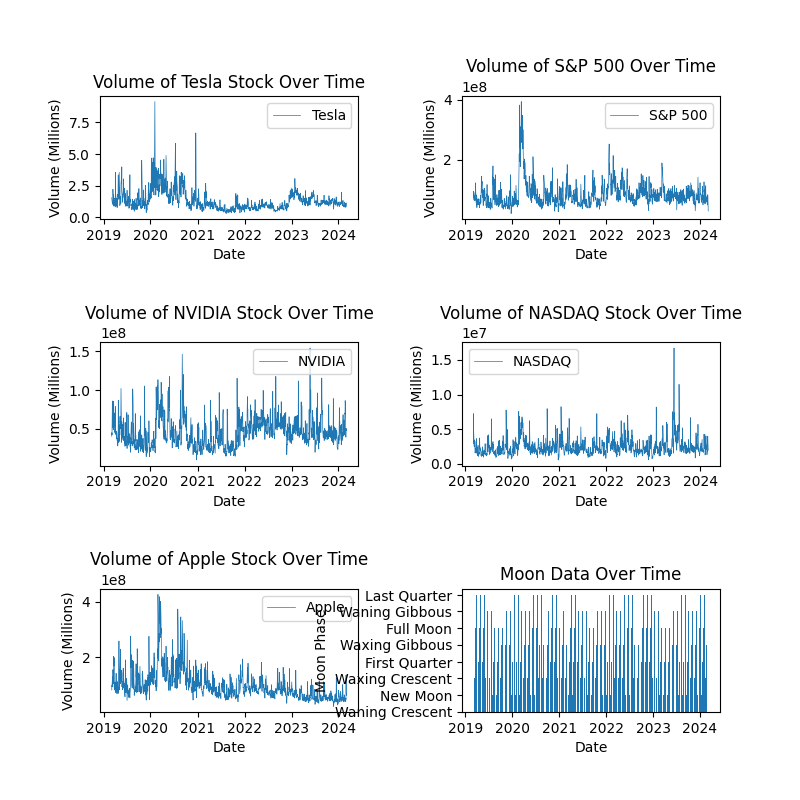 Volume of Tesla Stock Over Time
Tesla
Volume (Millions)
7.5
5.0
2.5
0.0
2019 2020 2021 2022 2023 2024
Date
Volume of S&P 500 Over Time
1e8
S&P 500
Volume (Millions)
4
2
2019 2020 2021 2022 2023 2024
Date
Volume of NVIDIA Stock Over Time
1e8
NVIDIA
Volume (Millions)
1.5
1.0
0.5
2019 2020 2021 2022 2023 2024
Date
Volume of NASDAQ Stock Over Time
1e7
NASDAQ
Volume (Millions)
1.5
1.0
0.5
0.0
2019 2020 2021 2022 2023 2024
Date
Volume of Apple Stock Over Time
1e8
Apple
Volume (Millions)
4
2
2019 2020 2021 2022 2023 2024
Date
Moon Data Over Time
Moon Phase
Last Quarter
Waning Gibbous
Full Moon
Waxing Gibbous
First Quarter
Waxing Crescent
New Moon
Waning Crescent
2019 2020 2021 2022 2023 2024
Date